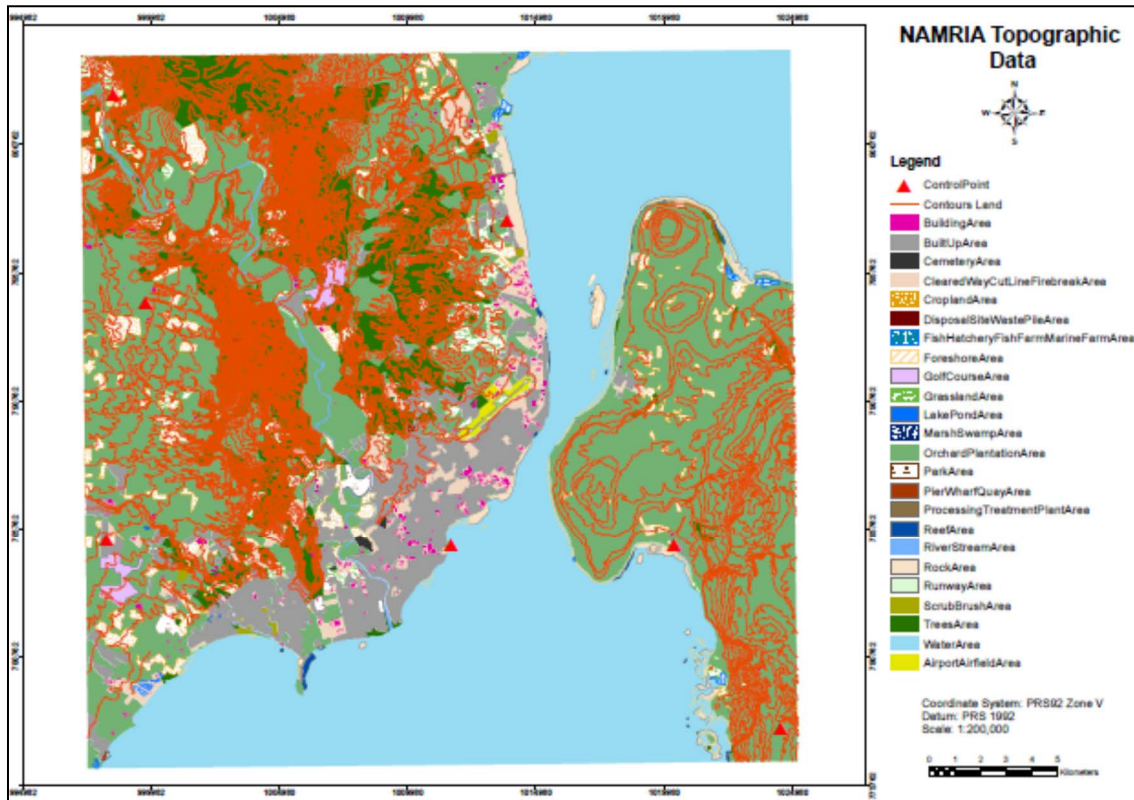 NAMRIA Topographic
Data
N
W
E
S
Legend
ControlPoint
Contours Land
BuildingArea
BuiltUpArea
CemeteryArea
ClearedWayCutLineFirebreakArea
CroplandArea
DisposalSiteWastePileArea
FishHatcheryFishFarmMarineFarmArea
ForeshoreArea
GolfCourseArea
GrasslandArea
LakePondArea
MarshSwampArea
OrchardPlantationArea
ParkArea
PierWharfQuayArea
ProcessingTreatmentPlantArea
ReefArea
RiverStreamArea
RockArea
RunwayArea
ScrubBrushArea
TreesArea
WaterArea
AirportAirfieldArea
Coordinate System: PRS92 Zone V
Datum: PRS 1992
Scale: 1:200,000
0 1 2 3 4 5
Kilometers